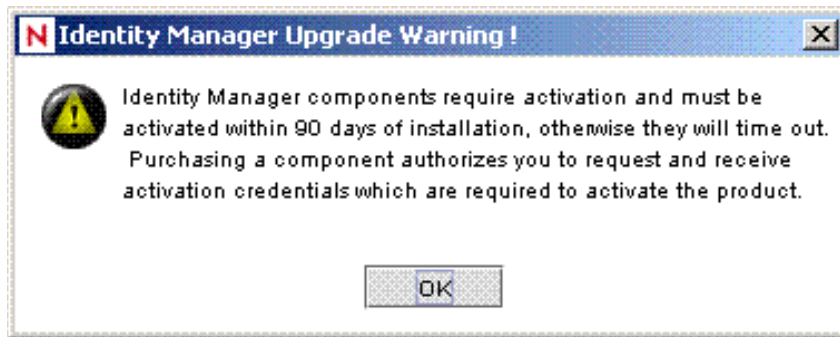 N Identity Manager Upgrade Warning !
Identity Manager components require activation and must be
activated within 90 days of installation, otherwise they will time out.
Purchasing a component authorizes you to request and receive
activation credentials which are required to activate the product.
OK